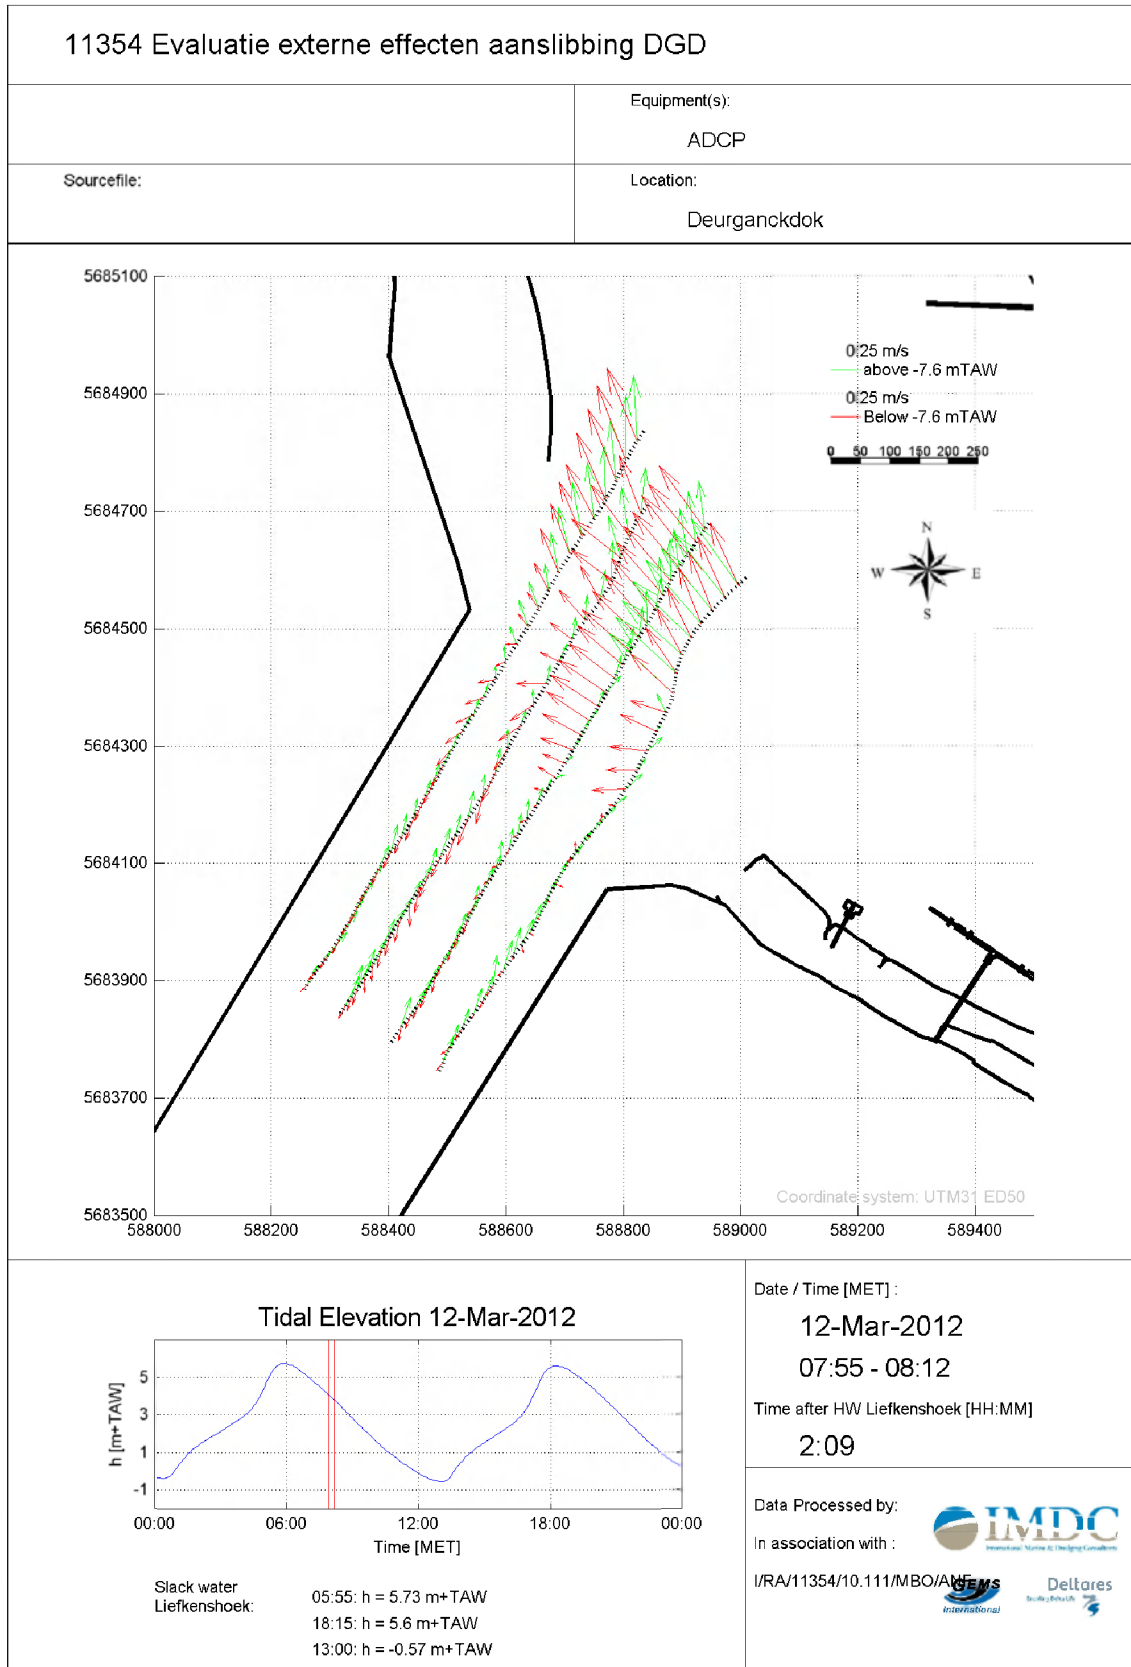 11354 Evaluatie externe effecten aanslibbing DGD
Equipment(s):
ADCP
Sourcefile:
Location:
Deurganckdok
5685100
5684900
5684700
5684500
5684300
5684100
5683900
5683700
5683500
588000
588200
588400
588600
588800
589000
589200
589400
0.25 m/s
above -7.6 mTAW
0.25 m/s
Below -7.6 mTAW
0 50 100 150 200 250
N
W E
S
Coordinate system: UTM31 ED50
Tidal Elevation 12-Mar-2012
h [m+TAW]
5
3
1
-1
00:00
06:00
12:00
18:00
00:00
Time [MET]
Slack water
Liefkenshoek:
05:55: h = 5.73 m+TAW
18:15: h = 5.6 m+TAW
13:00: h = -0.57 m+TAW
Date / Time [MET] :
12-Mar-2012
07:55 - 08:12
Time after HW Liefkenshoek [HH:MM]
2:09
Data Processed by:
IMDC
International Marine & Dredging Consultants
In association with :
I/RA/11354/10.111/MBO/ANF
GEMS
International
Deltares